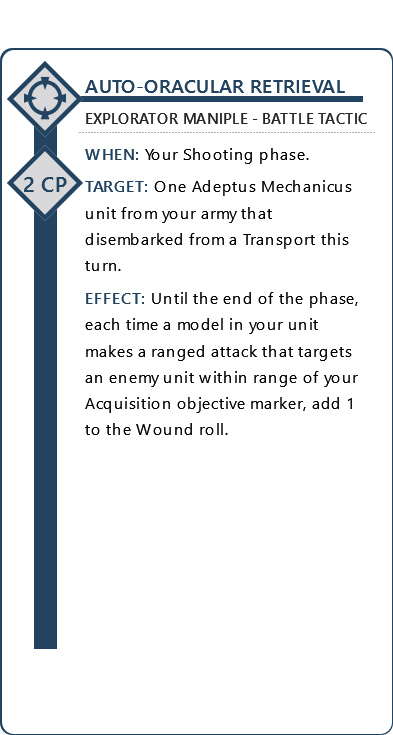 AUTO-ORACULAR RETRIEVAL
EXPLORATOR MANIPLE - BATTLE TACTIC
WHEN: Your Shooting phase.
2 CP
TARGET: One Adeptus Mechanicus
unit from your army that
disembarked from a Transport this
turn.
EFFECT: Until the end of the phase,
each time a model in your unit
makes a ranged attack that targets
an enemy unit within range of your
Acquisition objective marker, add 1
to the Wound roll.